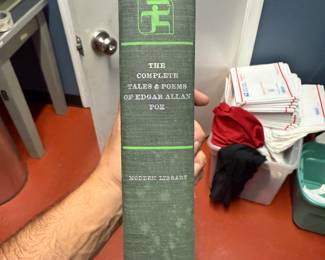 THE
COMPLETE
TALES & POEMS
OF EDGAR ALLAN
POE
MODERN LIBRARY